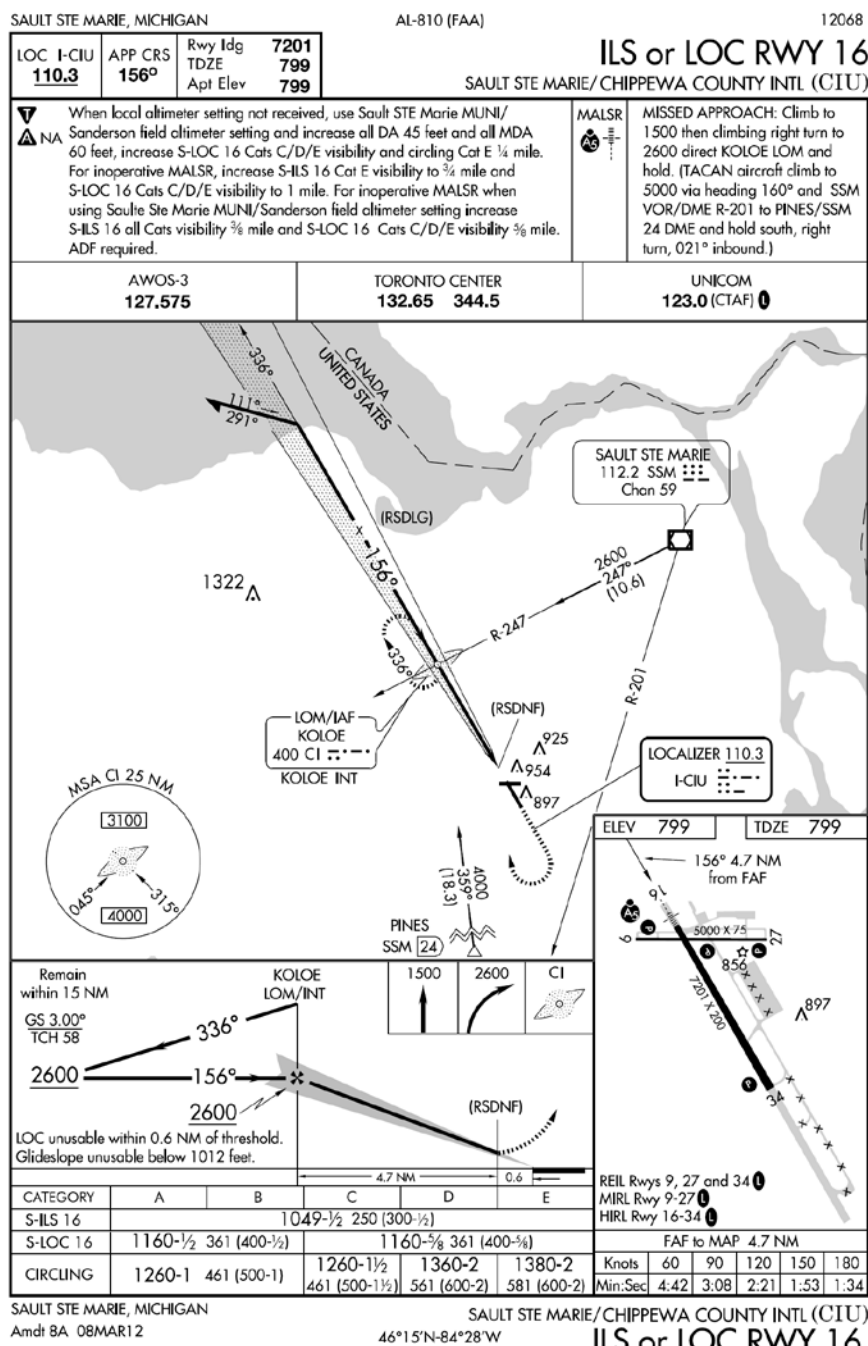 SAULT STE MARIE, MICHIGAN
AL-810 (FAA)
12068
LOC I-CIU
110.3
APP CRS
156°
Rwy ldg 7201
TDZE 799
Apt Elev 799
ILS or LOC RWY 16
SAULT STE MARIE/CHIPPEWA COUNTY INTL (CIU)
T
A NA
When local altimeter setting not received, use Sault STE Marie MUNI/
Sanderson field altimeter setting and increase all DA 45 feet and all MDA
60 feet, increase S-LOC 16 Cats C/D/E visibility and circling Cat E ¼ mile.
For inoperative MALSR, increase S-ILS 16 Cat E visibility to ¾ mile and
S-LOC 16 Cats C/D/E visibility to 1 mile. For inoperative MALSR when
using Saulte Ste Marie MUNI/Sanderson field altimeter setting increase
S-ILS 16 all Cats visibility ⅜ mile and S-LOC 16 Cats C/D/E visibility ⅝ mile.
ADF required.
MALSR
A5
MISSED APPROACH: Climb to
1500 then climbing right turn to
2600 direct KOLOE LOM and
hold. (TACAN aircraft climb to
5000 via heading 160° and SSM
VOR/DME R-201 to PINES/SSM
24 DME and hold south, right
turn, 021° inbound.)
AWOS-3
127.575
TORONTO CENTER
132.65 344.5
UNICOM
123.0 (CTAF) L
336°
111°
291°
CANADA
UNITED STATES
SAULT STE MARIE
112.2 SSM
Chan 59
(RSDLG)
156°
1322
2600
247°
(10.6)
R-247
336°
R-201
LOM/IAF
KOLOE
400 CI
KOLOE INT
(RSDNF)
925
954
897
LOCALIZER 110.3
I-CIU
MSA CI 25 NM
3100
045°
315°
4000
4000
359°
(18.3)
PINES
SSM 24
ELEV 799
TDZE 799
156° 4.7 NM
from FAF
16
A5
P
5000 X 75
9
27
P
P
856
7201 X 200
897
P
34
REIL Rwys 9, 27 and 34 L
MIRL Rwy 9-27 L
HIRL Rwy 16-34 L
Remain
within 15 NM
KOLOE
LOM/INT
1500
2600
CI
GS 3.00°
TCH 58
336°
2600
156°
2600
(RSDNF)
LOC unusable within 0.6 NM of threshold.
Glideslope unusable below 1012 feet.
4.7 NM
0.6
CATEGORY A B C D E
S-ILS 16 1049-½ 250 (300-½)
S-LOC 16 1160-½ 361 (400-½) 1160-⅝ 361 (400-⅝)
CIRCLING 1260-1 461 (500-1) 1260-1½ 461 (500-1½) 1360-2 561 (600-2) 1380-2 581 (600-2)
FAF to MAP 4.7 NM
Knots 60 90 120 150 180
Min:Sec 4:42 3:08 2:21 1:53 1:34
SAULT STE MARIE, MICHIGAN
Amdt 8A 08MAR12
46°15'N-84°28'W
SAULT STE MARIE/CHIPPEWA COUNTY INTL (CIU)
ILS or LOC RWY 16